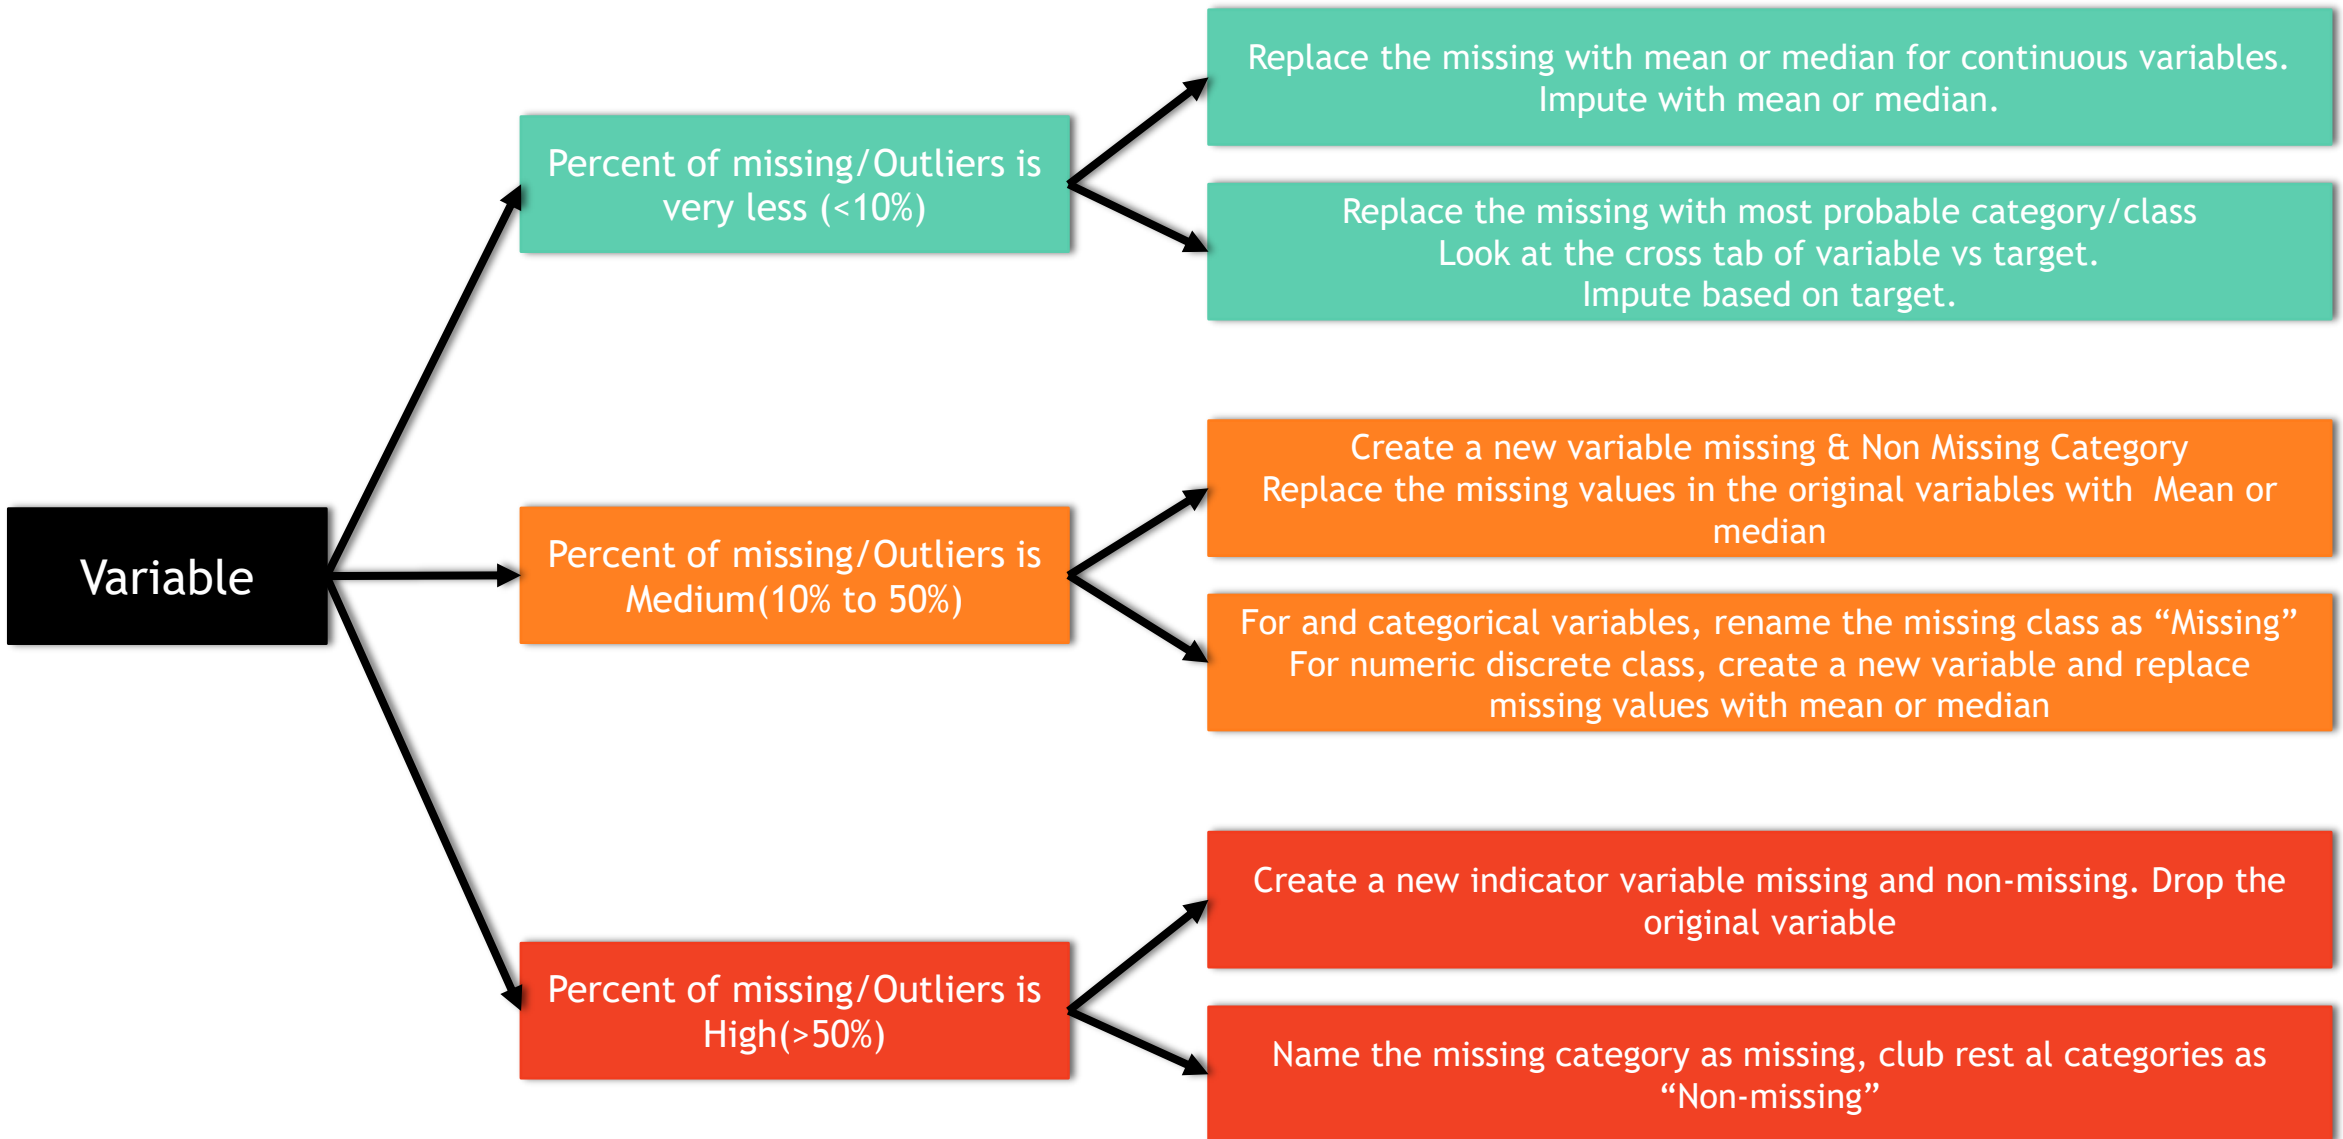 Variable
Percent of missing/Outliers is
very less (<10%)
Replace the missing with mean or median for continuous variables.
Impute with mean or median.
Replace the missing with most probable category/class
Look at the cross tab of variable vs target.
Impute based on target.
Percent of missing/Outliers is
Medium(10% to 50%)
Create a new variable missing & Non Missing Category
Replace the missing values in the original variables with  Mean or
median
For and categorical variables, rename the missing class as “Missing”
For numeric discrete class, create a new variable and replace
missing values with mean or median
Percent of missing/Outliers is
High(>50%)
Create a new indicator variable missing and non-missing. Drop the
original variable
Name the missing category as missing, club rest al categories as
“Non-missing”